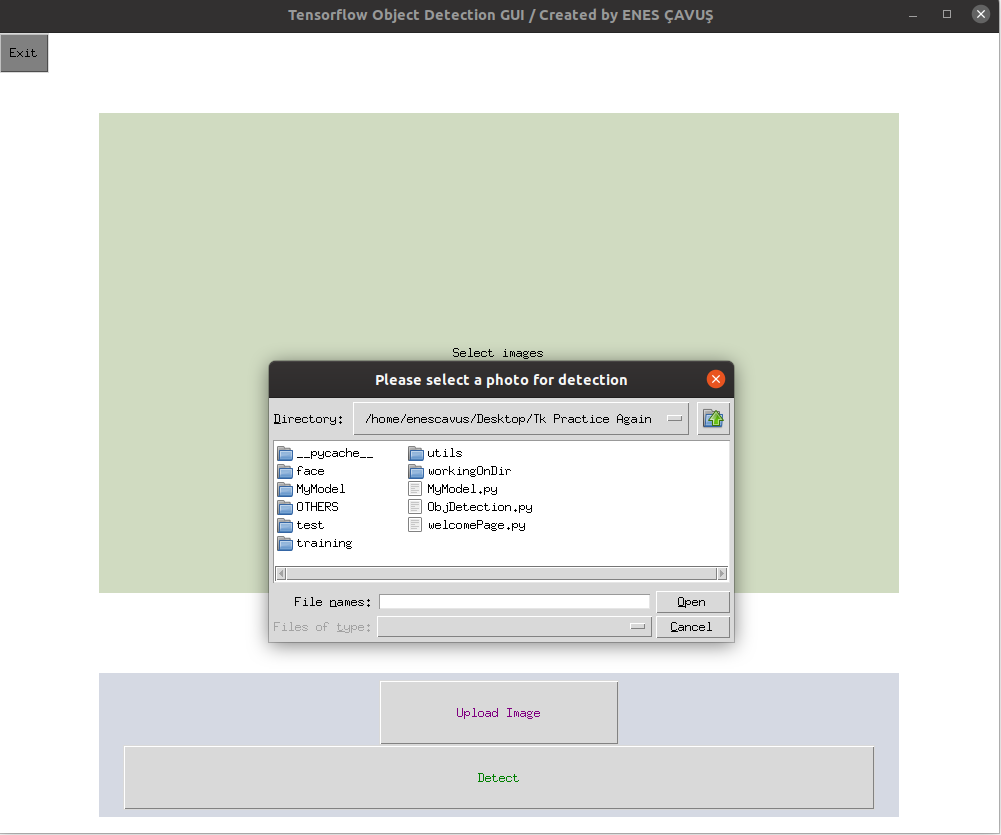 Tensorflow Object Detection GUI / Created by ENES ÇAVUŞ
Exit
Select images
Please select a photo for detection
Directory: /home/enescavus/Desktop/Tk Practice Again
__pycache__
face
MyModel
OTHERS
test
training
utils
workingOnDir
MyModel.py
ObjDetection.py
welcomePage.py
File names:
Open
Files of type:
Cancel
Upload Image
Detect